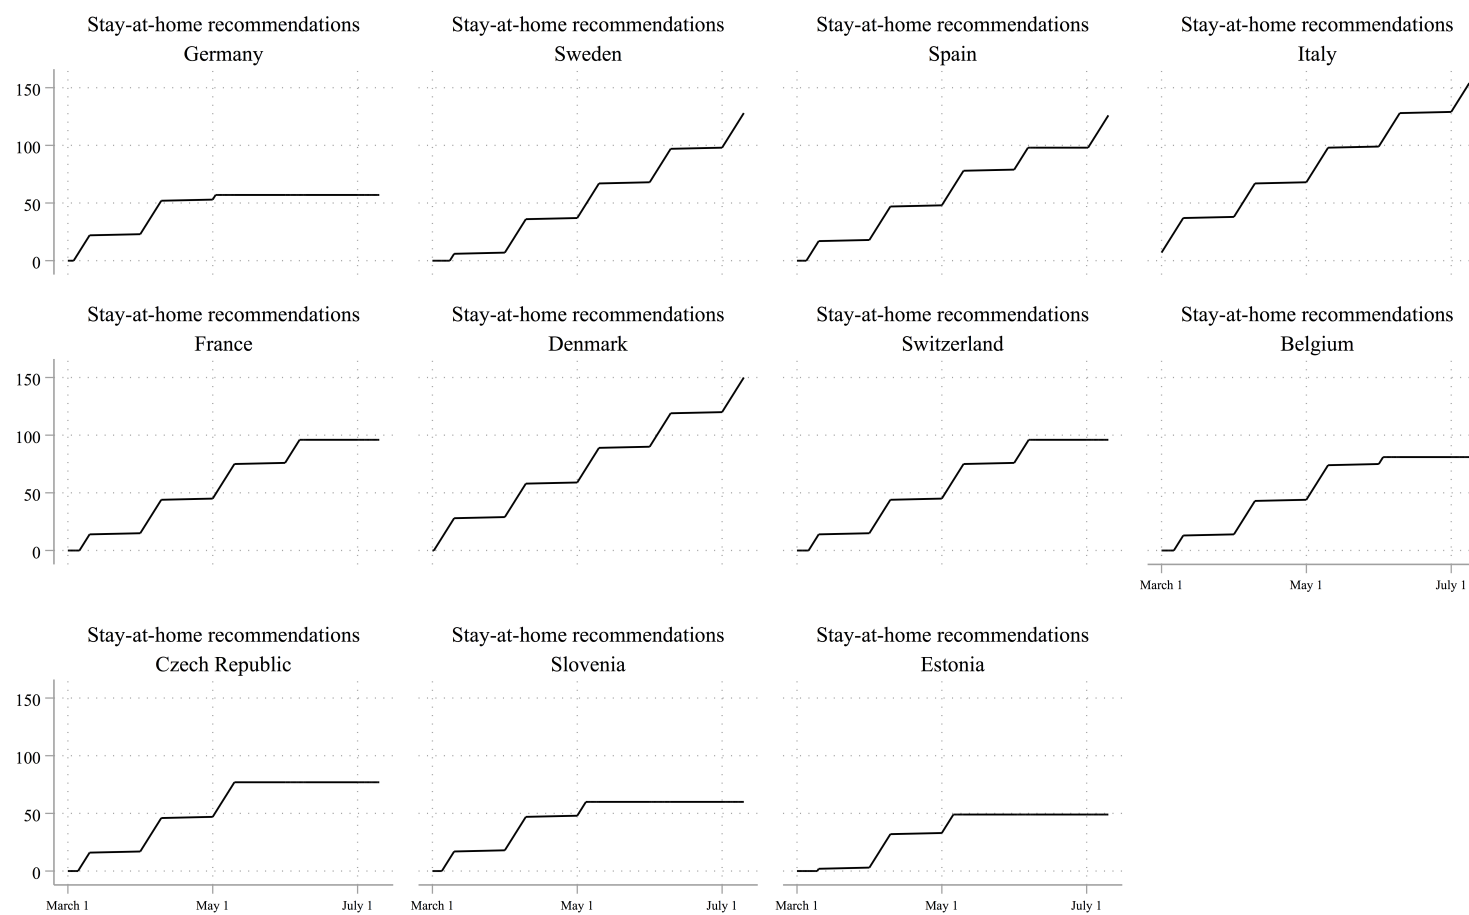 Stay-at-home recommendations
Germany
Stay-at-home recommendations
Sweden
Stay-at-home recommendations
Spain
Stay-at-home recommendations
Italy
150
100
50
0
Stay-at-home recommendations
France
Stay-at-home recommendations
Denmark
Stay-at-home recommendations
Switzerland
Stay-at-home recommendations
Belgium
150
100
50
0
March 1 May 1 July 1
Stay-at-home recommendations
Czech Republic
Stay-at-home recommendations
Slovenia
Stay-at-home recommendations
Estonia
150
100
50
0
March 1 May 1 July 1
March 1 May 1 July 1
March 1 May 1 July 1